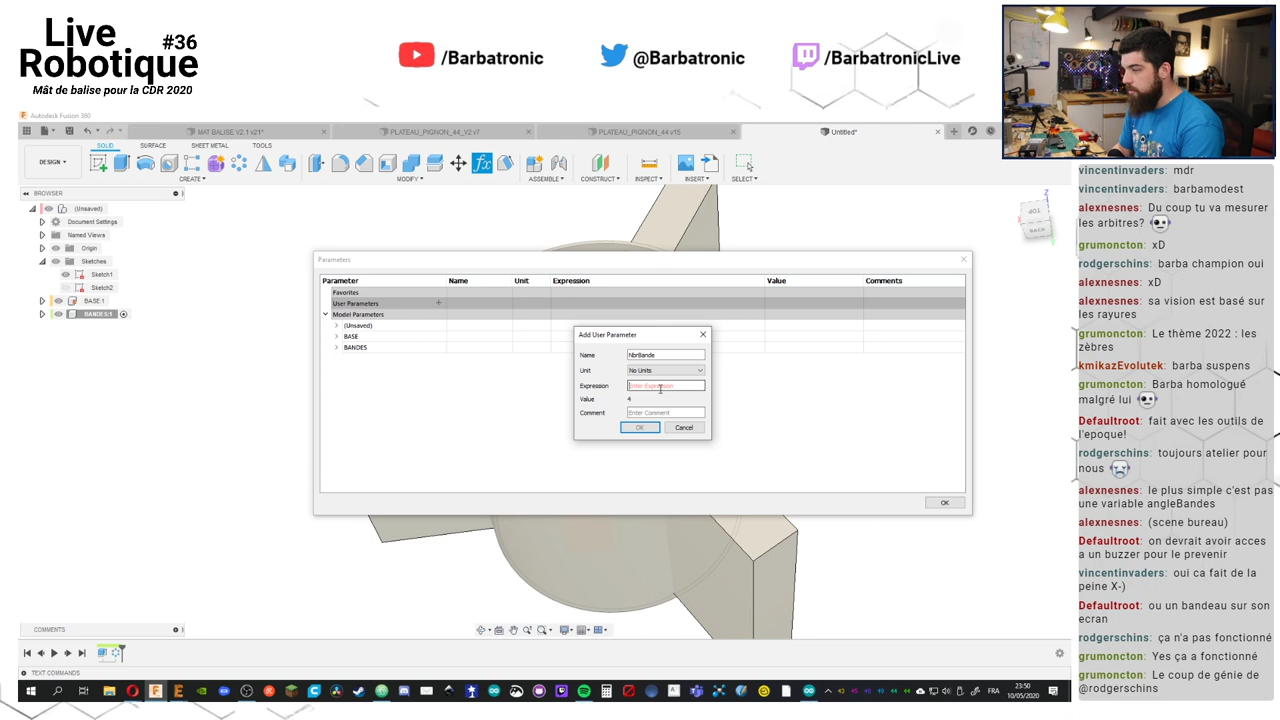 Live
Robotique
#36
Mât de balise pour la CDR 2020
/Barbatronic
@Barbatronic
/BarbatronicLive
Autodesk Fusion 360
MAT BALISE V2.1 v21*
PLATEAU_PIGNON_44_V2 v7
PLATEAU_PIGNON_44 v15
Untitled*
SOLID
SURFACE
SHEET METAL
TOOLS
DESIGN
CREATE
MODIFY
ASSEMBLE
CONSTRUCT
INSPECT
INSERT
SELECT
BROWSER
(Unsaved)
Document Settings
Named Views
Origin
Sketches
Sketch1
Sketch2
BASE:1
BANDES:1
Z
TOP
BACK
Parameters
Parameter Name Unit Expression Value Comments
Favorites
User Parameters
Model Parameters
(Unsaved)
BASE
BANDES
Add User Parameter
Name NbrBande
Unit No Units
Expression Enter Expression
Value 4
Comment Enter Comment
OK Cancel
OK
COMMENTS
TEXT COMMANDS
FRA
23:50
10/05/2020
vincentinvaders: mdr
vincentinvaders: barbamodest
alexnesnes: Du coup tu va mesurer
les arbitres?
grumoncton: xD
rodgerschins: barba champion oui
alexnesnes: xD
alexnesnes: sa vision est basé sur
les rayures
grumoncton: Le thème 2022 : les
zèbres
kmikazEvolutek: barba suspens
grumoncton: Barba homologué
malgré lui
Defaultroot: fait avec les outils de
l'epoque!
rodgerschins: toujours atelier pour
nous
alexnesnes: le plus simple c'est pas
une variable angleBandes
alexnesnes: (scene bureau)
Defaultroot: on devrait avoir acces
a un buzzer pour le prevenir
vincentinvaders: oui ca fait de la
peine X-)
Defaultroot: ou un bandeau sur son
ecran
rodgerschins: ça n'a pas fonctionné
grumoncton: Yes ça a fonctionné
grumoncton: Le coup de génie de
@rodgerschins